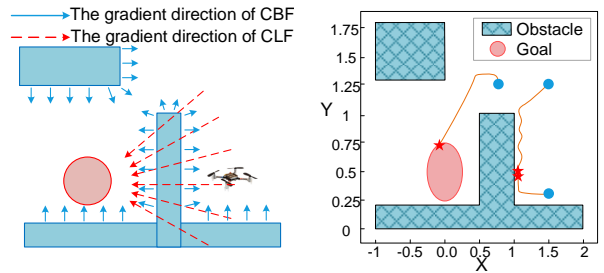 The gradient direction of CBF
The gradient direction of CLF
Obstacle
Goal
Y
1.75
1.5
1.25
1
0.75
0.5
0.25
0
-1 -0.5 0.0 0.5 1 1.5 2
X